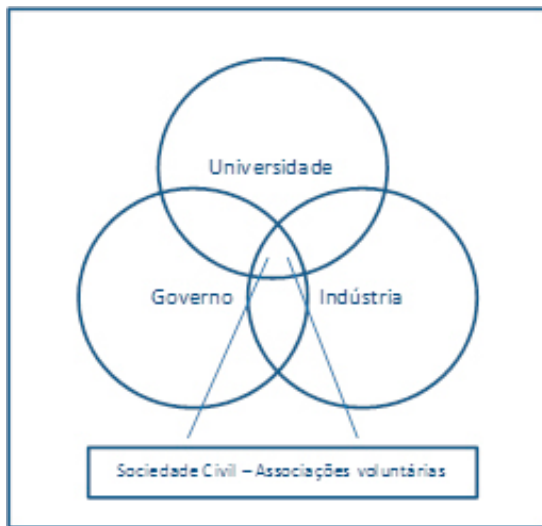 Universidade
Governo
Indústria
Sociedade Civil – Associações voluntárias